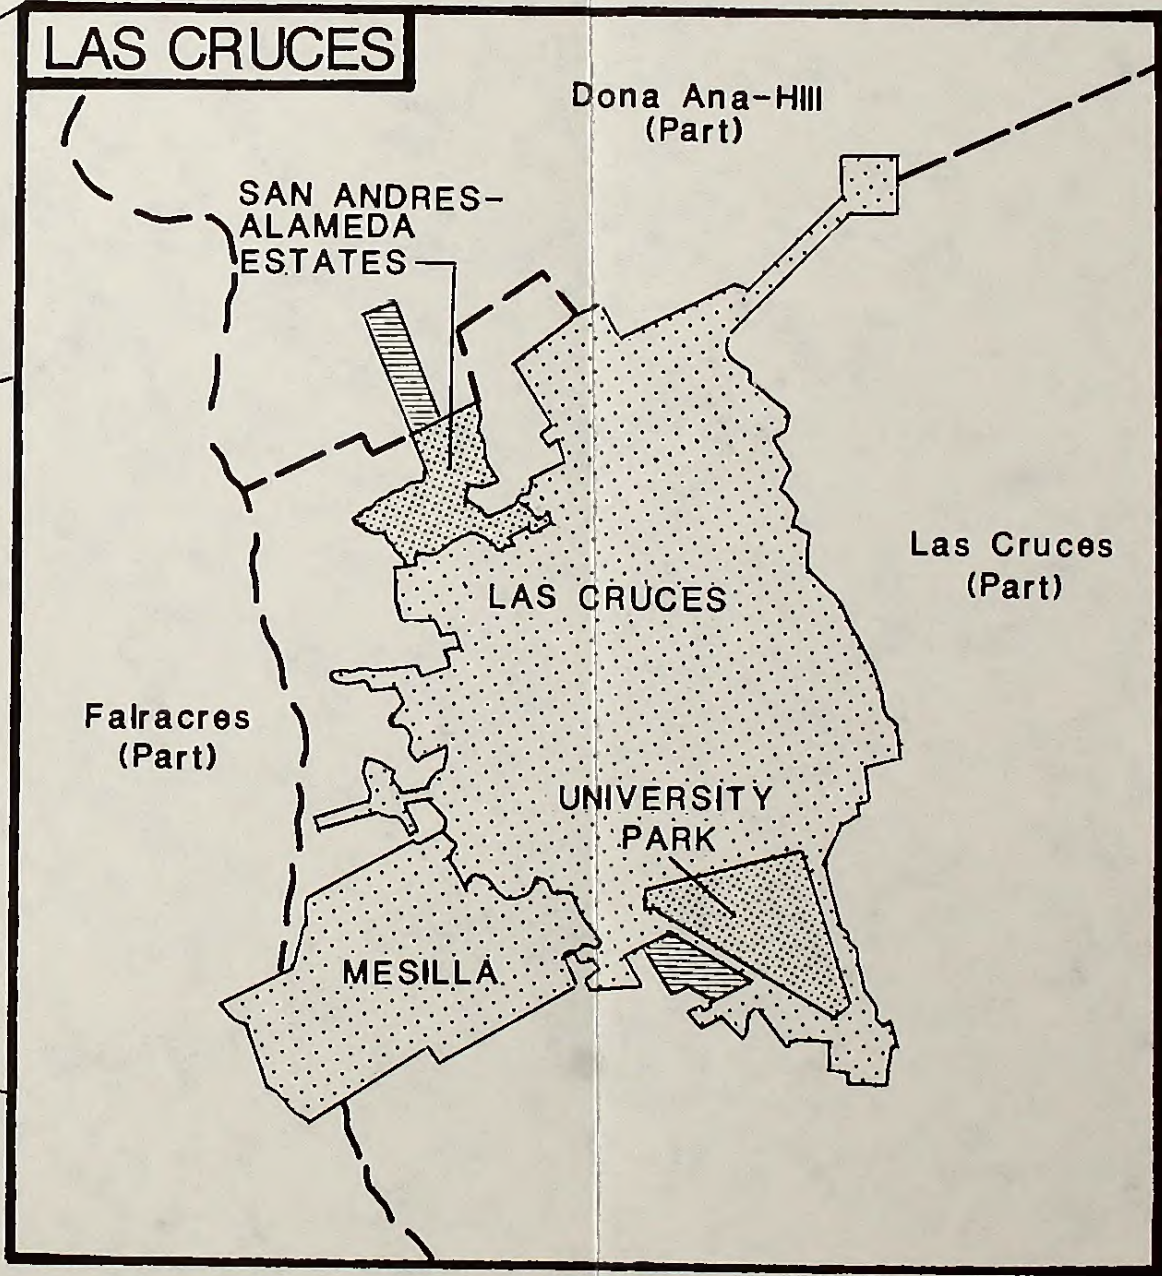 LAS CRUCES
Dona Ana-Hill
(Part)
SAN ANDRES-
ALAMEDA
ESTATES
Las Cruces
(Part)
LAS CRUCES
Fairacres
(Part)
UNIVERSITY
PARK
MESILLA